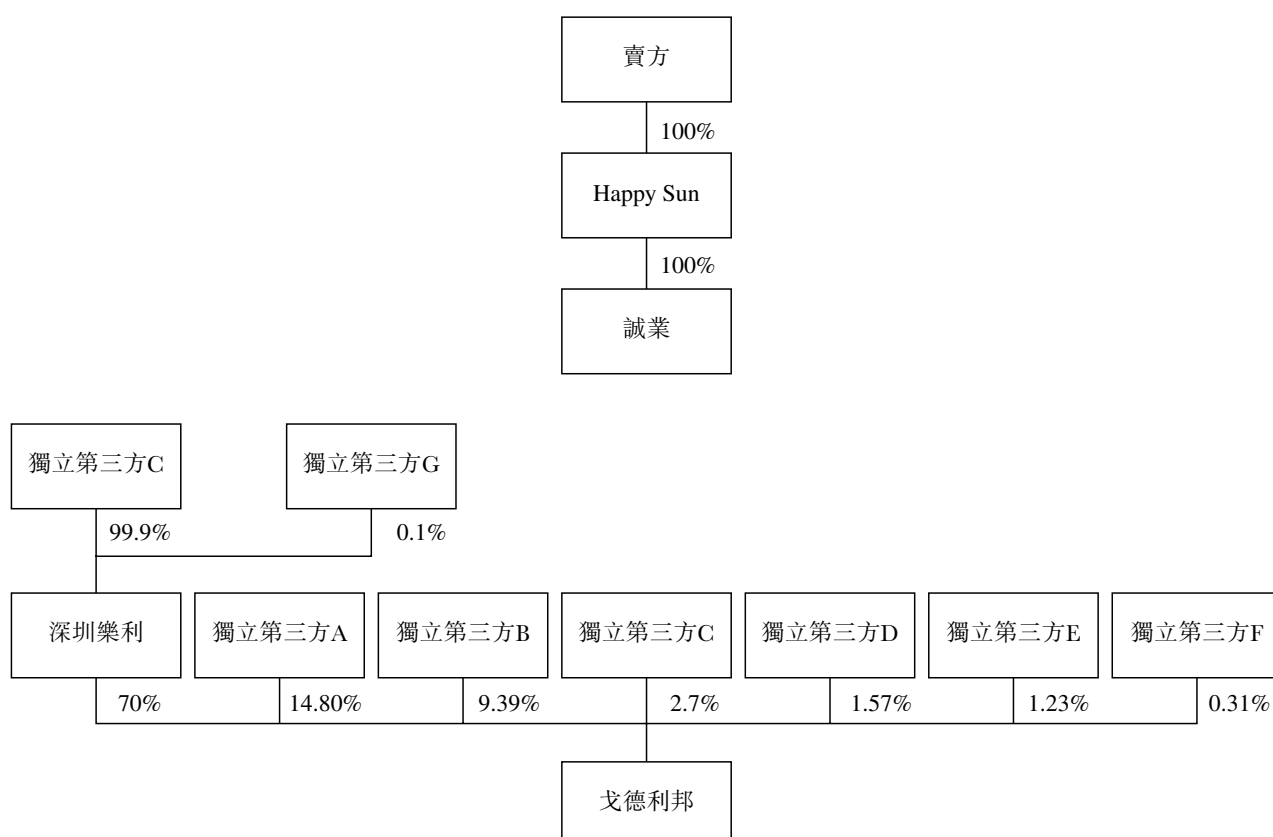 賣方
100%
Happy Sun
100%
誠業
獨立第三方C 獨立第三方G
99.9% 0.1%
深圳樂利 獨立第三方A 獨立第三方B 獨立第三方C 獨立第三方D 獨立第三方E 獨立第三方F
70% 14.80% 9.39% 2.7% 1.57% 1.23% 0.31%
戈德利邦